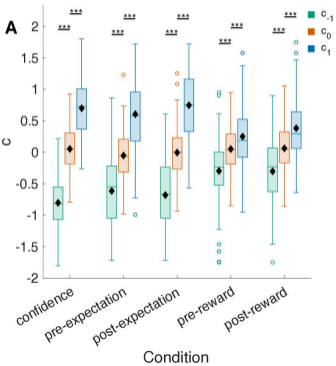 A
***
***
***
***
***
***
***
***
***
***
c₋₁
c₀
c₁
2
1.5
1
0.5
0
-0.5
-1
-1.5
-2
c
confidence
pre-expectation
post-expectation
pre-reward
post-reward
Condition